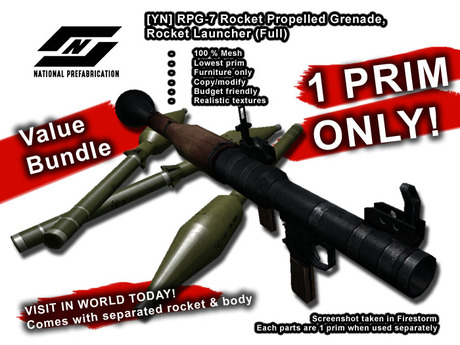 [YN] RPG-7 Rocket Propelled Grenade,
Rocket Launcher (Full)
NATIONAL PREFABRICATION
100 % Mesh
Lowest prim
Furniture only
Copy/modify
Budget friendly
Realistic textures
1 PRIM
ONLY!
Value
Bundle
VISIT IN WORLD TODAY!
Comes with separated rocket & body
Screenshot taken in Firestorm
Each parts are 1 prim when used separately